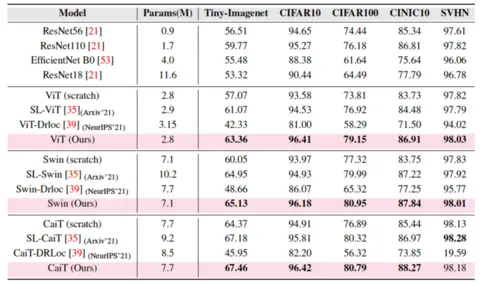 Model Params(M) Tiny-Imagenet CIFAR10 CIFAR100 CINIC10 SVHN
ResNet56 [21] 0.9 56.51 94.65 74.44 85.34 97.61
ResNet110 [21] 1.7 59.77 95.27 76.18 86.81 97.82
EfficientNet B0 [53] 4.0 55.48 88.38 61.64 75.64 96.06
ResNet18 [21] 11.6 53.32 90.44 64.49 77.79 96.78
ViT (scratch) 2.8 57.07 93.58 73.81 83.73 97.82
SL-ViT [35] (Arxiv'21) 2.9 61.07 94.53 76.92 84.48 97.79
ViT-Drloc [39] (NeurIPS'21) 3.15 42.33 81.00 58.29 71.50 94.02
ViT (Ours) 2.8 63.36 96.41 79.15 86.91 98.03
Swin (scratch) 7.1 60.05 93.97 77.32 83.75 97.83
SL-Swin [35] (Arxiv'21) 10.2 64.95 94.93 79.99 87.22 97.92
Swin-Drloc [39] (NeurIPS'21) 7.7 48.66 86.07 65.32 77.25 95.77
Swin (Ours) 7.1 65.13 96.18 80.95 87.84 98.01
CaiT (scratch) 7.7 64.37 94.91 76.89 85.44 98.13
SL-CaiT [35] (Arxiv'21) 9.2 67.18 95.81 80.32 86.97 98.28
CaiT-DRLoc [39] (NeurIPS'21) 8.5 45.95 82.20 56.32 73.85 19.59
CaiT (Ours) 7.7 67.46 96.42 80.79 88.27 98.18